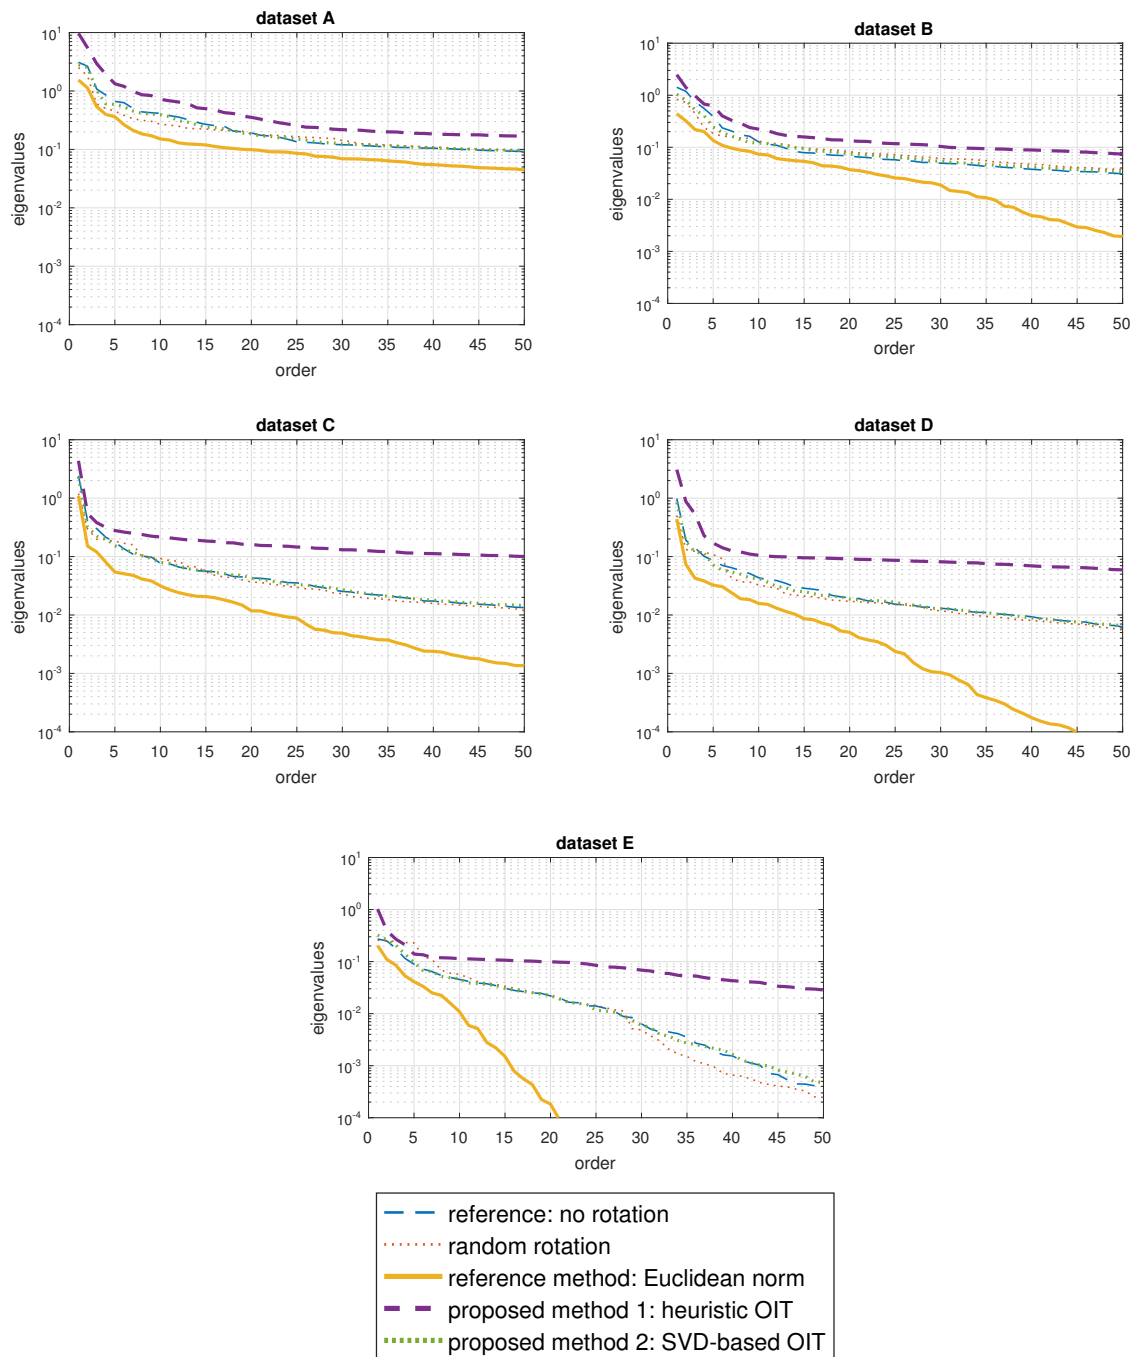 dataset A
10^1
10^0
10^-1
10^-2
10^-3
10^-4
eigenvalues
0 5 10 15 20 25 30 35 40 45 50
order
dataset B
10^1
10^0
10^-1
10^-2
10^-3
10^-4
eigenvalues
0 5 10 15 20 25 30 35 40 45 50
order
dataset C
10^1
10^0
10^-1
10^-2
10^-3
10^-4
eigenvalues
0 5 10 15 20 25 30 35 40 45 50
order
dataset D
10^1
10^0
10^-1
10^-2
10^-3
10^-4
eigenvalues
0 5 10 15 20 25 30 35 40 45 50
order
dataset E
10^1
10^0
10^-1
10^-2
10^-3
10^-4
eigenvalues
0 5 10 15 20 25 30 35 40 45 50
order
reference: no rotation
random rotation
reference method: Euclidean norm
proposed method 1: heuristic OIT
proposed method 2: SVD-based OIT